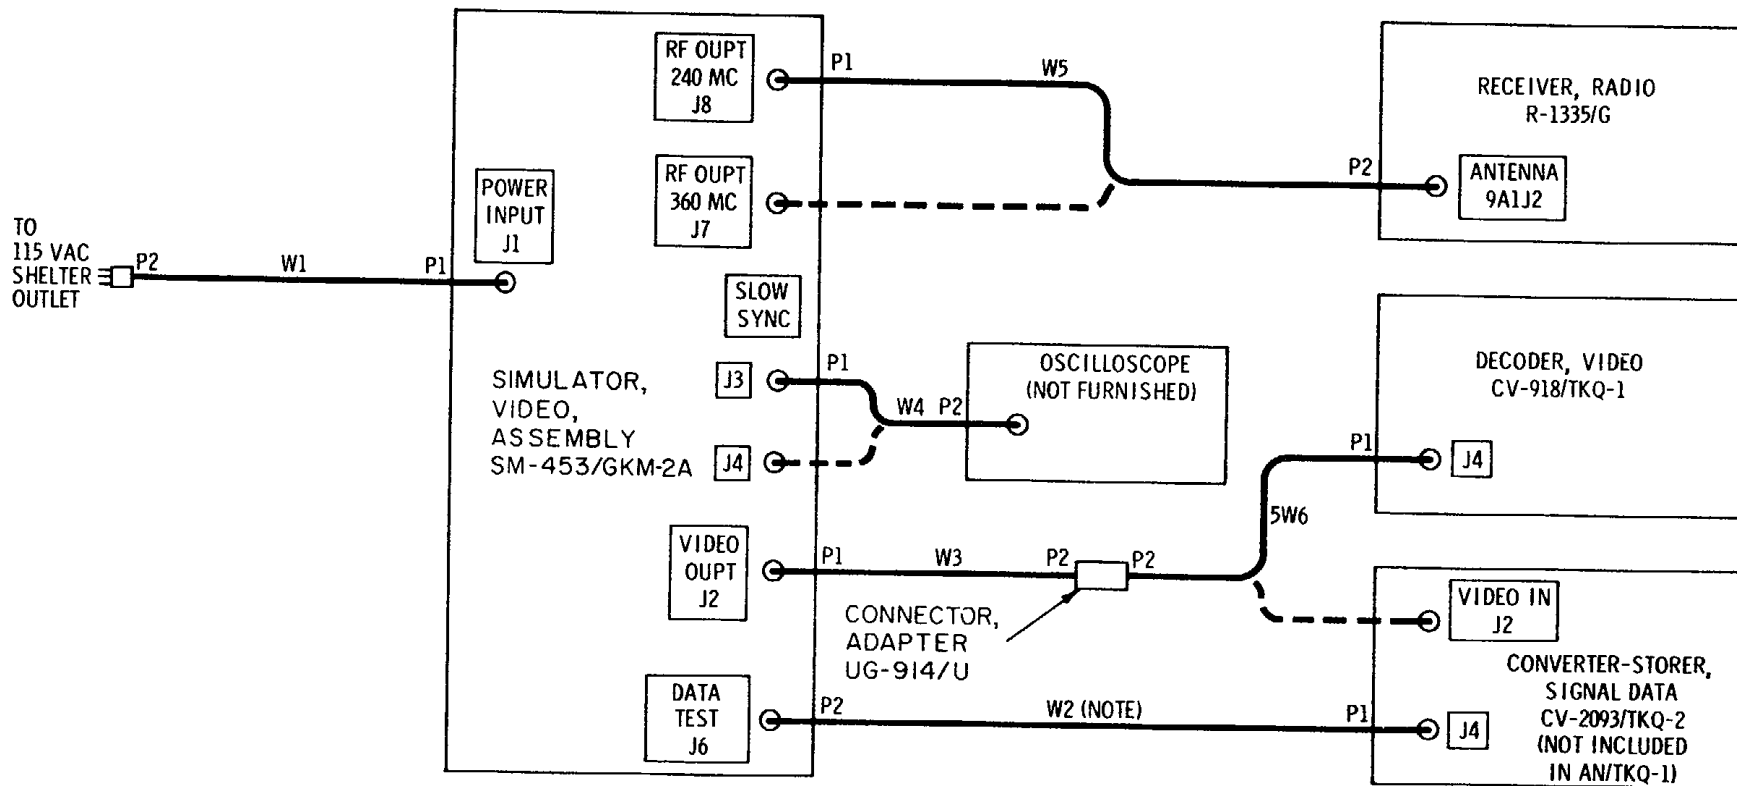 TO
115 VAC
SHELTER
OUTLET
P2
W1
P1
POWER
INPUT
J1
RF OUPT
240 MC
J8
RF OUPT
360 MC
J7
SLOW
SYNC
J3
J4
SIMULATOR,
VIDEO,
ASSEMBLY
SM-453/GKM-2A
VIDEO
OUPT
J2
DATA
TEST
J6
P1
W5
P2
RECEIVER, RADIO
R-1335/G
ANTENNA
9A1J2
P1
W4
P2
OSCILLOSCOPE
(NOT FURNISHED)
DECODER, VIDEO
CV-918/TKQ-1
P1
J4
5W6
P1
W3
P2
P2
CONNECTOR,
ADAPTER
UG-914/U
VIDEO IN
J2
CONVERTER-STORER,
SIGNAL DATA
CV-2093/TKQ-2
(NOT INCLUDED
IN AN/TKQ-1)
P2
W2 (NOTE)
P1
J4